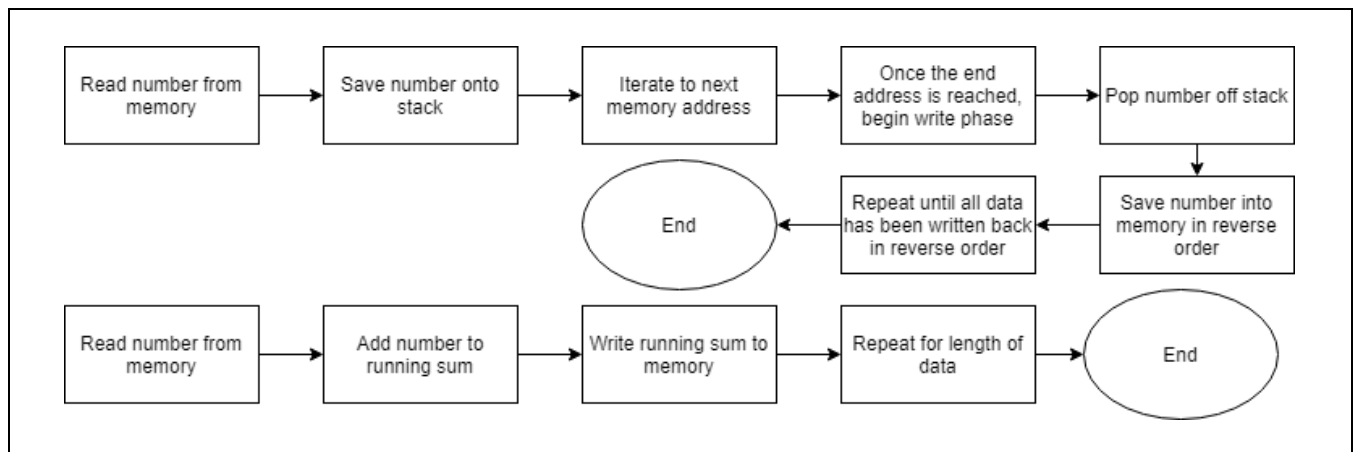 Read number from
memory
Save number onto
stack
Iterate to next
memory address
Once the end
address is reached,
begin write phase
Pop number off stack
Save number into
memory in reverse
order
Repeat until all data
has been written back
in reverse order
End
Read number from
memory
Add number to
running sum
Write running sum to
memory
Repeat for length of
data
End